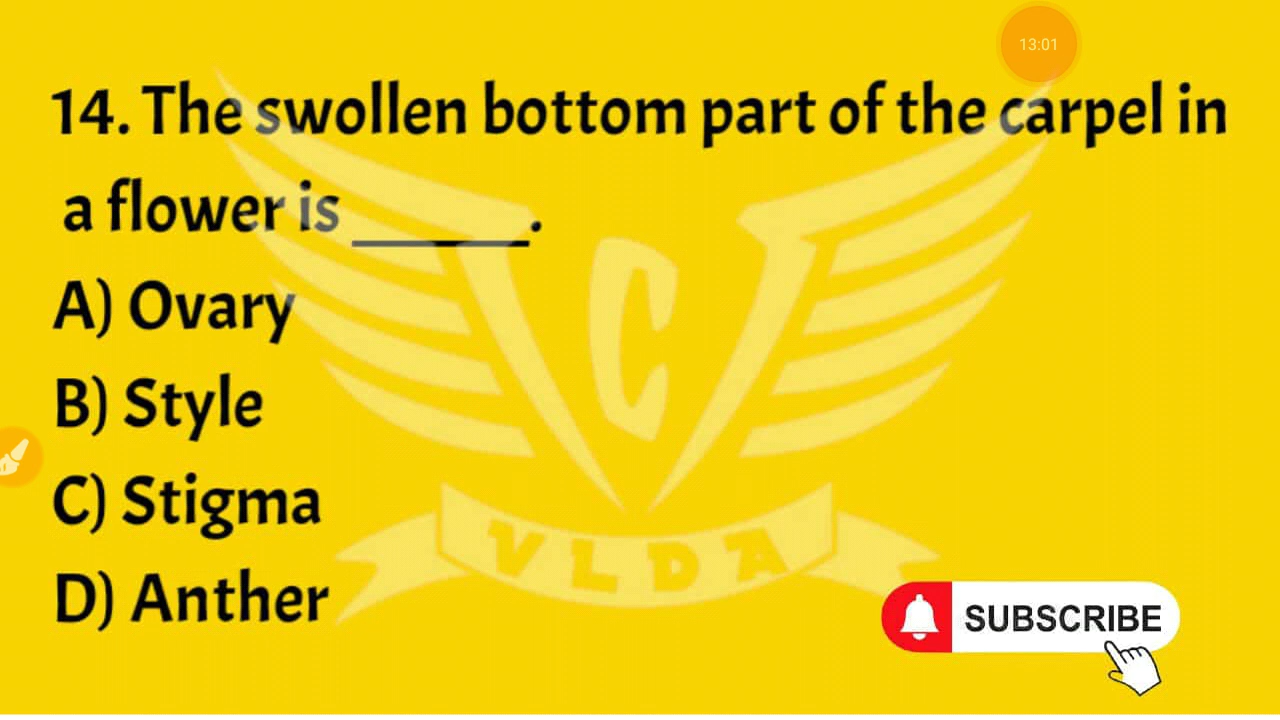 13:01
14. The swollen bottom part of the carpel in
a flower is ______.
A) Ovary
B) Style
C) Stigma
D) Anther
VLDA
SUBSCRIBE